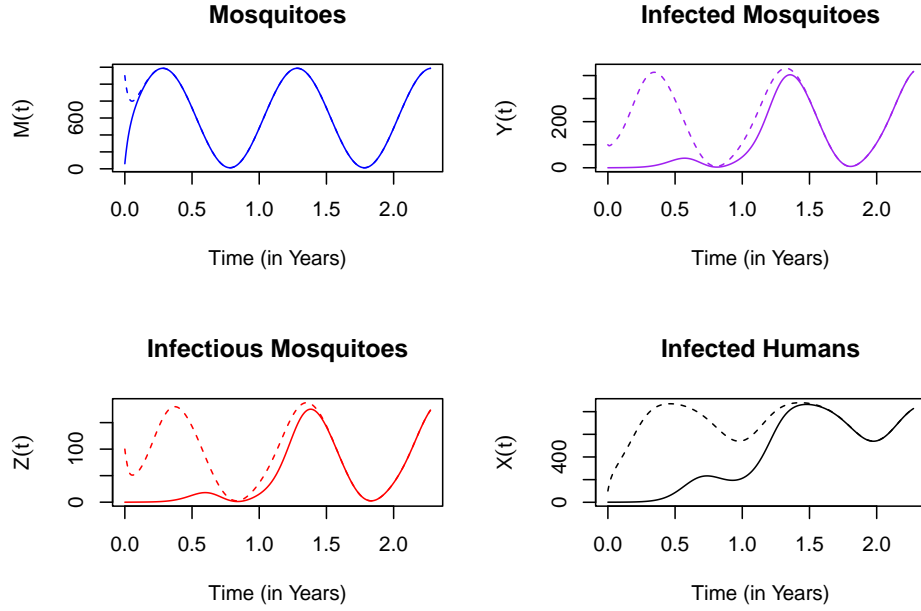 Mosquitoes
M(t)
600
0
0.0 0.5 1.0 1.5 2.0
Time (in Years)
Infected Mosquitoes
Y(t)
200
0
0.0 0.5 1.0 1.5 2.0
Time (in Years)
Infectious Mosquitoes
Z(t)
100
0
0.0 0.5 1.0 1.5 2.0
Time (in Years)
Infected Humans
X(t)
400
0
0.0 0.5 1.0 1.5 2.0
Time (in Years)